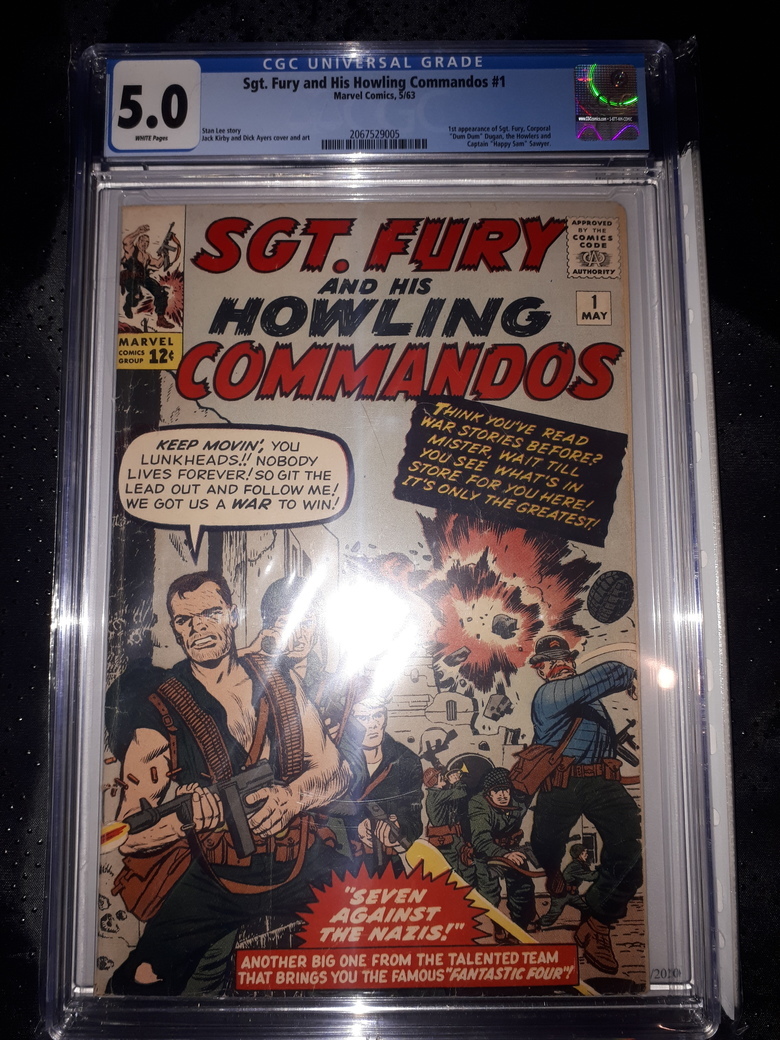 CGC UNIVERSAL GRADE
5.0
WHITE Pages
Sgt. Fury and His Howling Commandos #1
Marvel Comics, 5/63
Stan Lee story
Jack Kirby and Dick Ayers cover and art
2067529005
1st appearance of Sgt. Fury, Corporal
"Dum Dum" Dugan, the Howlers and
Captain "Happy Sam" Sawyer.
SGT. FURY
AND HIS
HOWLING
COMMANDOS
MARVEL
COMICS
GROUP
12¢
APPROVED
BY THE
COMICS
CODE
AUTHORITY
1
MAY
KEEP MOVIN', YOU
LUNKHEADS!! NOBODY
LIVES FOREVER! SO GIT THE
LEAD OUT AND FOLLOW ME!
WE GOT US A WAR TO WIN!
THINK YOU'VE READ
WAR STORIES BEFORE?
MISTER, WAIT TILL
YOU SEE WHAT'S IN
STORE FOR YOU HERE!
IT'S ONLY THE GREATEST!
"SEVEN
AGAINST
THE NAZIS!"
ANOTHER BIG ONE FROM THE TALENTED TEAM
THAT BRINGS YOU THE FAMOUS "FANTASTIC FOUR"!